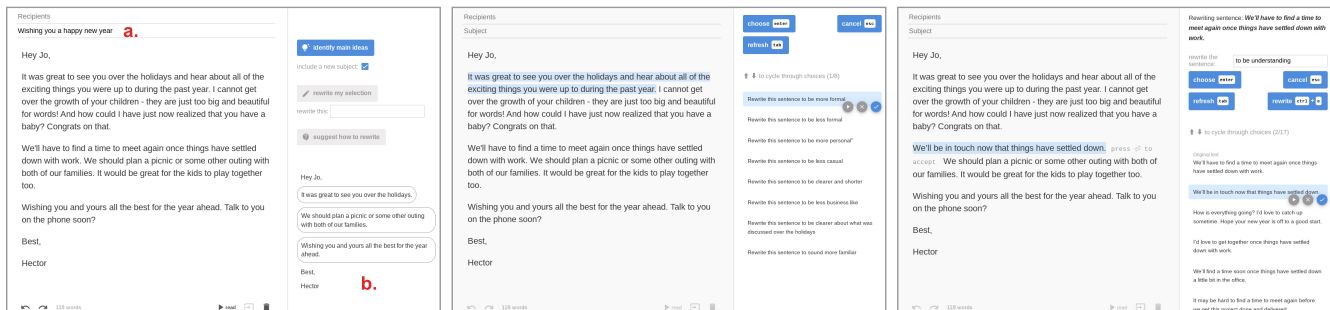 Recipients
Wishing you a happy new year
a.
Hey Jo,
It was great to see you over the holidays and hear about all of the
exciting things you were up to during the past year. I cannot get
over the growth of your children - they are just too big and beautiful
for words! And how could I have just now realized that you have a
baby? Congrats on that.
We'll have to find a time to meet again once things have settled
down with work. We should plan a picnic or some other outing with
both of our families. It would be great for the kids to play together
too.
Wishing you and yours all the best for the year ahead. Talk to you
on the phone soon?
Best,
Hector
118 words
read
identify main ideas
include a new subject:
rewrite my selection
rewrite this:
suggest how to rewrite
Hey Jo,
It was great to see you over the holidays.
We should plan a picnic or some other outing
with both of our families.
Wishing you and yours all the best for the year
ahead.
Best,
Hector
b.
Recipients
Subject
Hey Jo,
It was great to see you over the holidays and hear about all of the
exciting things you were up to during the past year. I cannot get
over the growth of your children - they are just too big and beautiful
for words! And how could I have just now realized that you have a
baby? Congrats on that.
We'll have to find a time to meet again once things have settled
down with work. We should plan a picnic or some other outing with
both of our families. It would be great for the kids to play together
too.
Wishing you and yours all the best for the year ahead. Talk to you
on the phone soon?
Best,
Hector
118 words
read
choose enter
cancel esc
refresh tab
to cycle through choices (1/8)
Rewrite this sentence to be more formal
Rewrite this sentence to be less formal
Rewrite this sentence to be more personal"
Rewrite this sentence to be less casual
Rewrite this sentence to be clearer and shorter
Rewrite this sentence to be less business like
Rewrite this sentence to be clearer about what was
discussed over the holidays
Rewrite this sentence to sound more familiar
Recipients
Subject
Hey Jo,
It was great to see you over the holidays and hear about all of the
exciting things you were up to during the past year. I cannot get
over the growth of your children - they are just too big and beautiful
for words! And how could I have just now realized that you have a
baby? Congrats on that.
We'll be in touch now that things have settled down. press ⏎ to
accept We should plan a picnic or some other outing with both of
our families. It would be great for the kids to play together too.
Wishing you and yours all the best for the year ahead. Talk to you
on the phone soon?
Best,
Hector
118 words
read
Rewriting sentence: We'll have to find a time to
meet again once things have settled down with
work.
rewrite the
sentence:
to be understanding
choose enter
cancel esc
refresh tab
rewrite ctrl +
to cycle through choices (2/17)
Original text
We'll have to find a time to meet again once things
have settled down with work.
We'll be in touch now that things have settled down.
How is everything going? I'd love to catch up
sometime. Hope your new year is off to a good start.
I'd love to get together once things have settled
down with work.
We'll find a time soon once things have settled down
a little bit in the office.
It may be hard to find a time to meet again before
we get this project done and delivered.